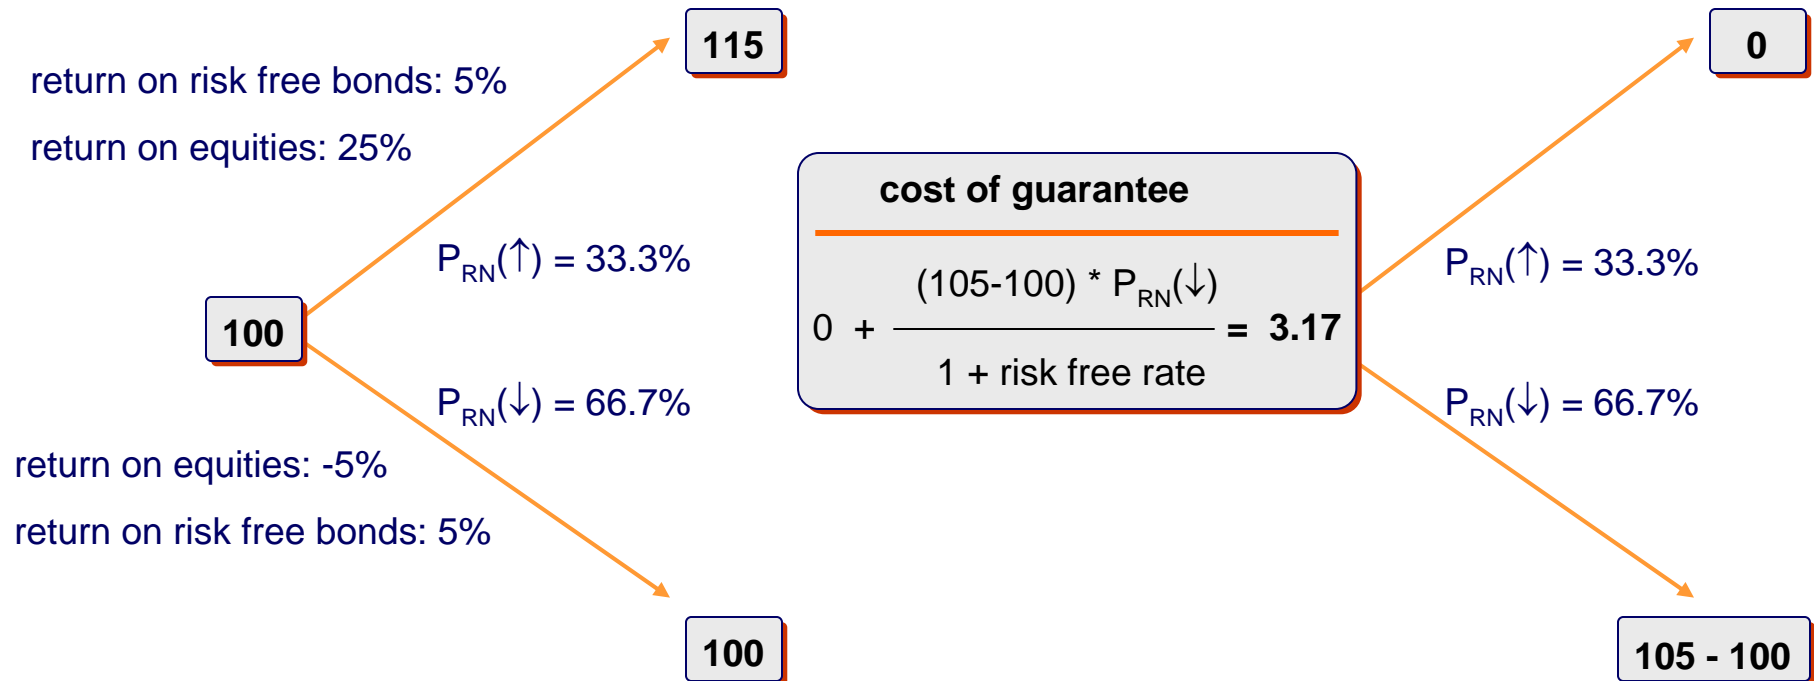 115
0
return on risk free bonds: 5%
return on equities: 25%
cost of guarantee
P_RN(↑) = 33.3%
(105-100) * P_RN(↓)
0 + ———— = 3.17
1 + risk free rate
P_RN(↑) = 33.3%
100
P_RN(↓) = 66.7%
P_RN(↓) = 66.7%
return on equities: -5%
return on risk free bonds: 5%
100
105 - 100